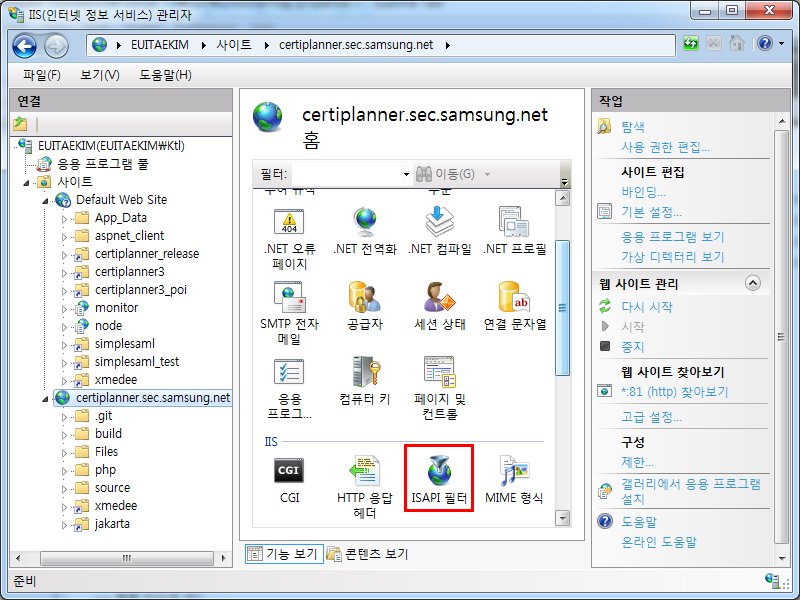 IIS(인터넷 정보 서비스) 관리자
EUITAEKIM
사이트
certiplanner.sec.samsung.net
파일(F)
보기(V)
도움말(H)
연결
EUITAEKIM(EUITAEKIM₩Ktl)
응용 프로그램 풀
사이트
Default Web Site
App_Data
aspnet_client
certiplanner_release
certiplanner3
certiplanner3_poi
monitor
node
simplesaml
simplesaml_test
xmedee
certiplanner.sec.samsung.net
.git
build
Files
php
source
xmedee
jakarta
certiplanner.sec.samsung.net
홈
필터:
이동(G)
404
.NET 오류
페이지
.NET 전역화
.NET 컴파일
.NET 프로필
SMTP 전자
메일
공급자
세션 상태
ab
연결 문자열
응용
프로그...
컴퓨터 키
페이지 및
컨트롤
IIS
CGI
CGI
HTTP 응답
헤더
ISAPI 필터
MIME 형식
기능 보기
콘텐츠 보기
작업
탐색
사용 권한 편집...
사이트 편집
바인딩...
기본 설정...
응용 프로그램 보기
가상 디렉터리 보기
웹 사이트 관리
다시 시작
시작
중지
웹 사이트 찾아보기
*:81 (http) 찾아보기
고급 설정...
구성
제한...
갤러리에서 응용 프로그램
설치
도움말
온라인 도움말
준비